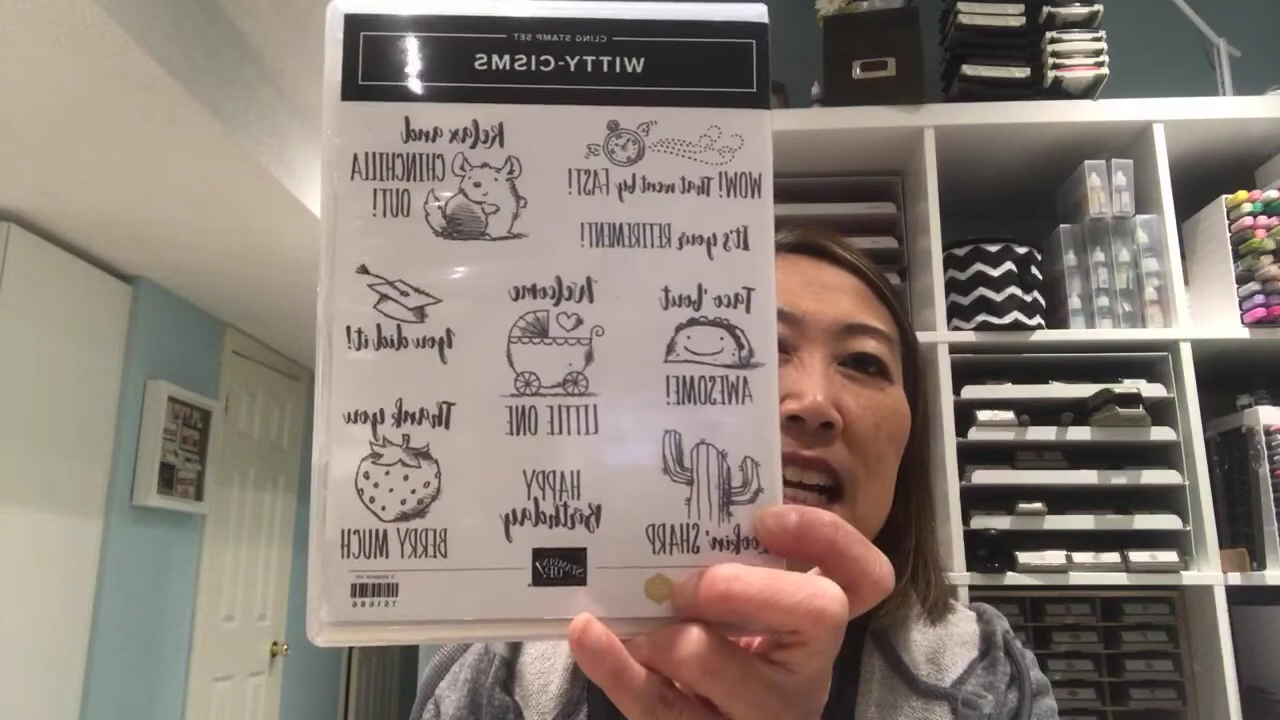 CLING STAMP SET
WITTY-CISMS
WOW! That went by FAST!
It's your RETIREMENT!
Relax and
CHINCHILLA
OUT!
Taco 'bout
AWESOME!
Welcome
LITTLE ONE
You did it!
Lookin' SHARP
HAPPY
Birthday
Thank you
BERRY MUCH
STAMPIN'
UP!
151686